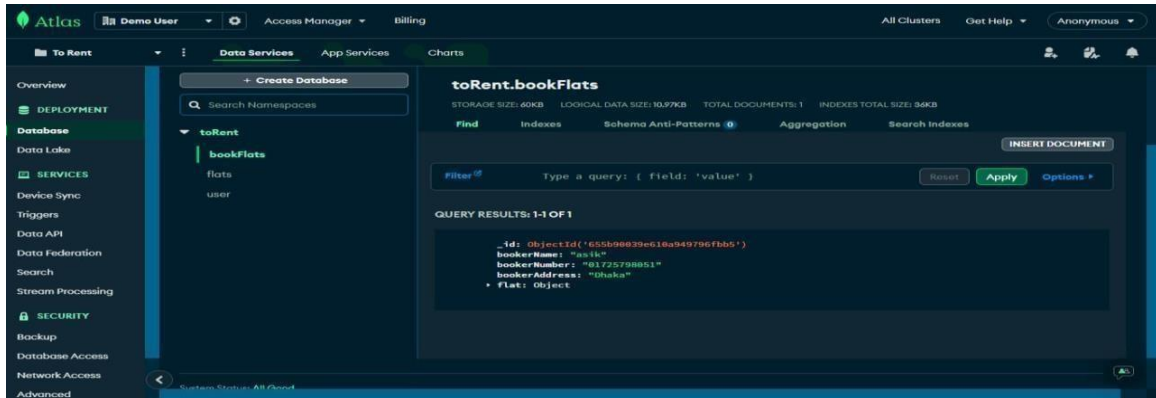 Atlas Demo User Access Manager Billing All Clusters Get Help Anonymous
To Rent Data Services App Services Charts
Overview
DEPLOYMENT
Database
Data Lake
SERVICES
Device Sync
Triggers
Data API
Data Federation
Search
Stream Processing
SECURITY
Backup
Database Access
Network Access
Advanced
+ Create Database
Search Namespaces
toRent
bookFlats
flats
user
System Status: All Good
toRent.bookFlats
STORAGE SIZE: 60KB LOGICAL DATA SIZE: 10.97KB TOTAL DOCUMENTS: 1 INDEXES TOTAL SIZE: 36KB
Find Indexes Schema Anti-Patterns 0 Aggregation Search Indexes
INSERT DOCUMENT
Filter Type a query: { field: 'value' } Reset Apply Options
QUERY RESULTS: 1-1 OF 1
_id: ObjectId('655b90039e610a949796fbb5')
bookerName: "asik"
bookerNumber: "01725798051"
bookerAddress: "Dhaka"
flat: Object